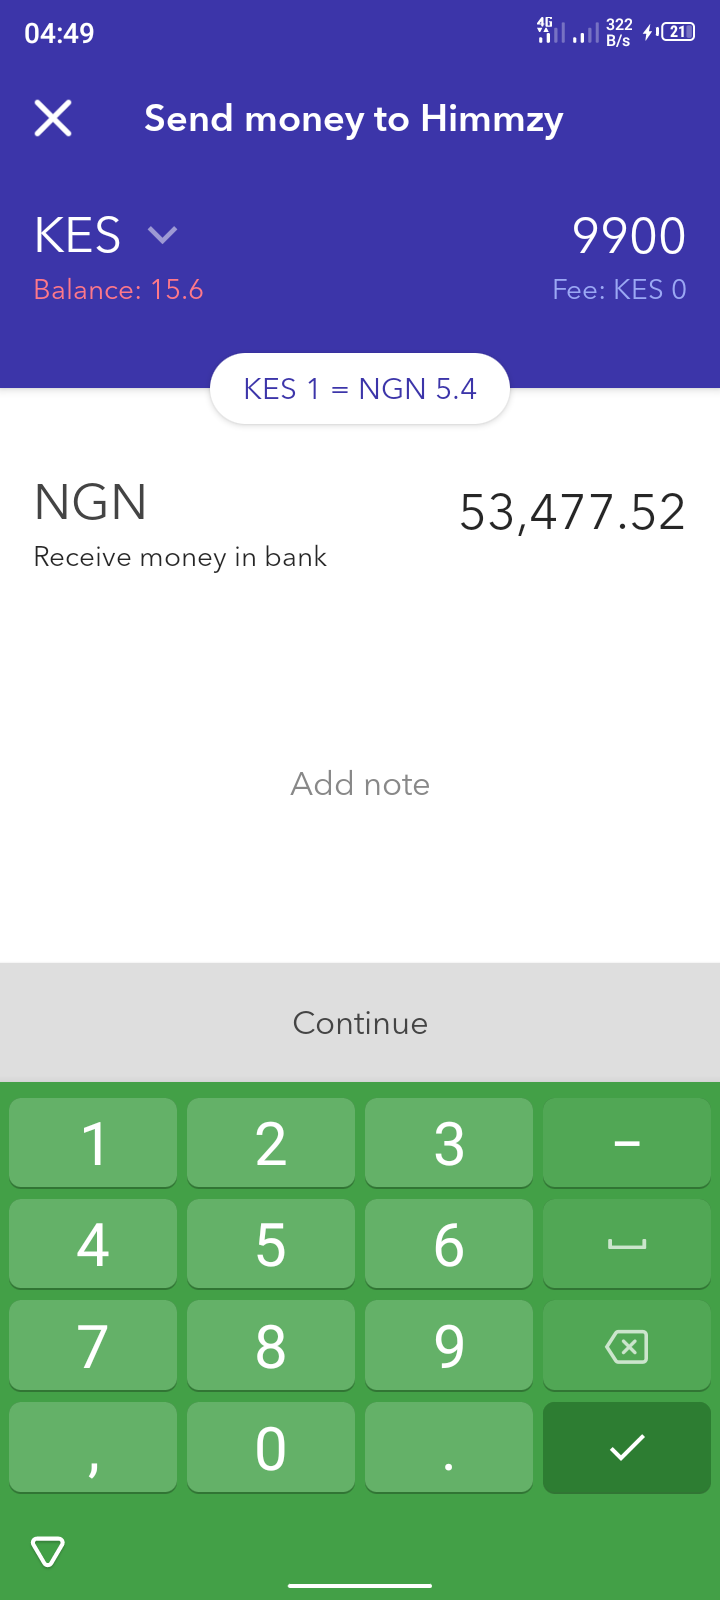 04:49
4G
322
B/s
21
Send money to Himmzy
KES
9900
Balance: 15.6
Fee: KES 0
KES 1 = NGN 5.4
NGN
53,477.52
Receive money in bank
Add note
Continue
1 2 3 –
4 5 6
7 8 9
, 0 .